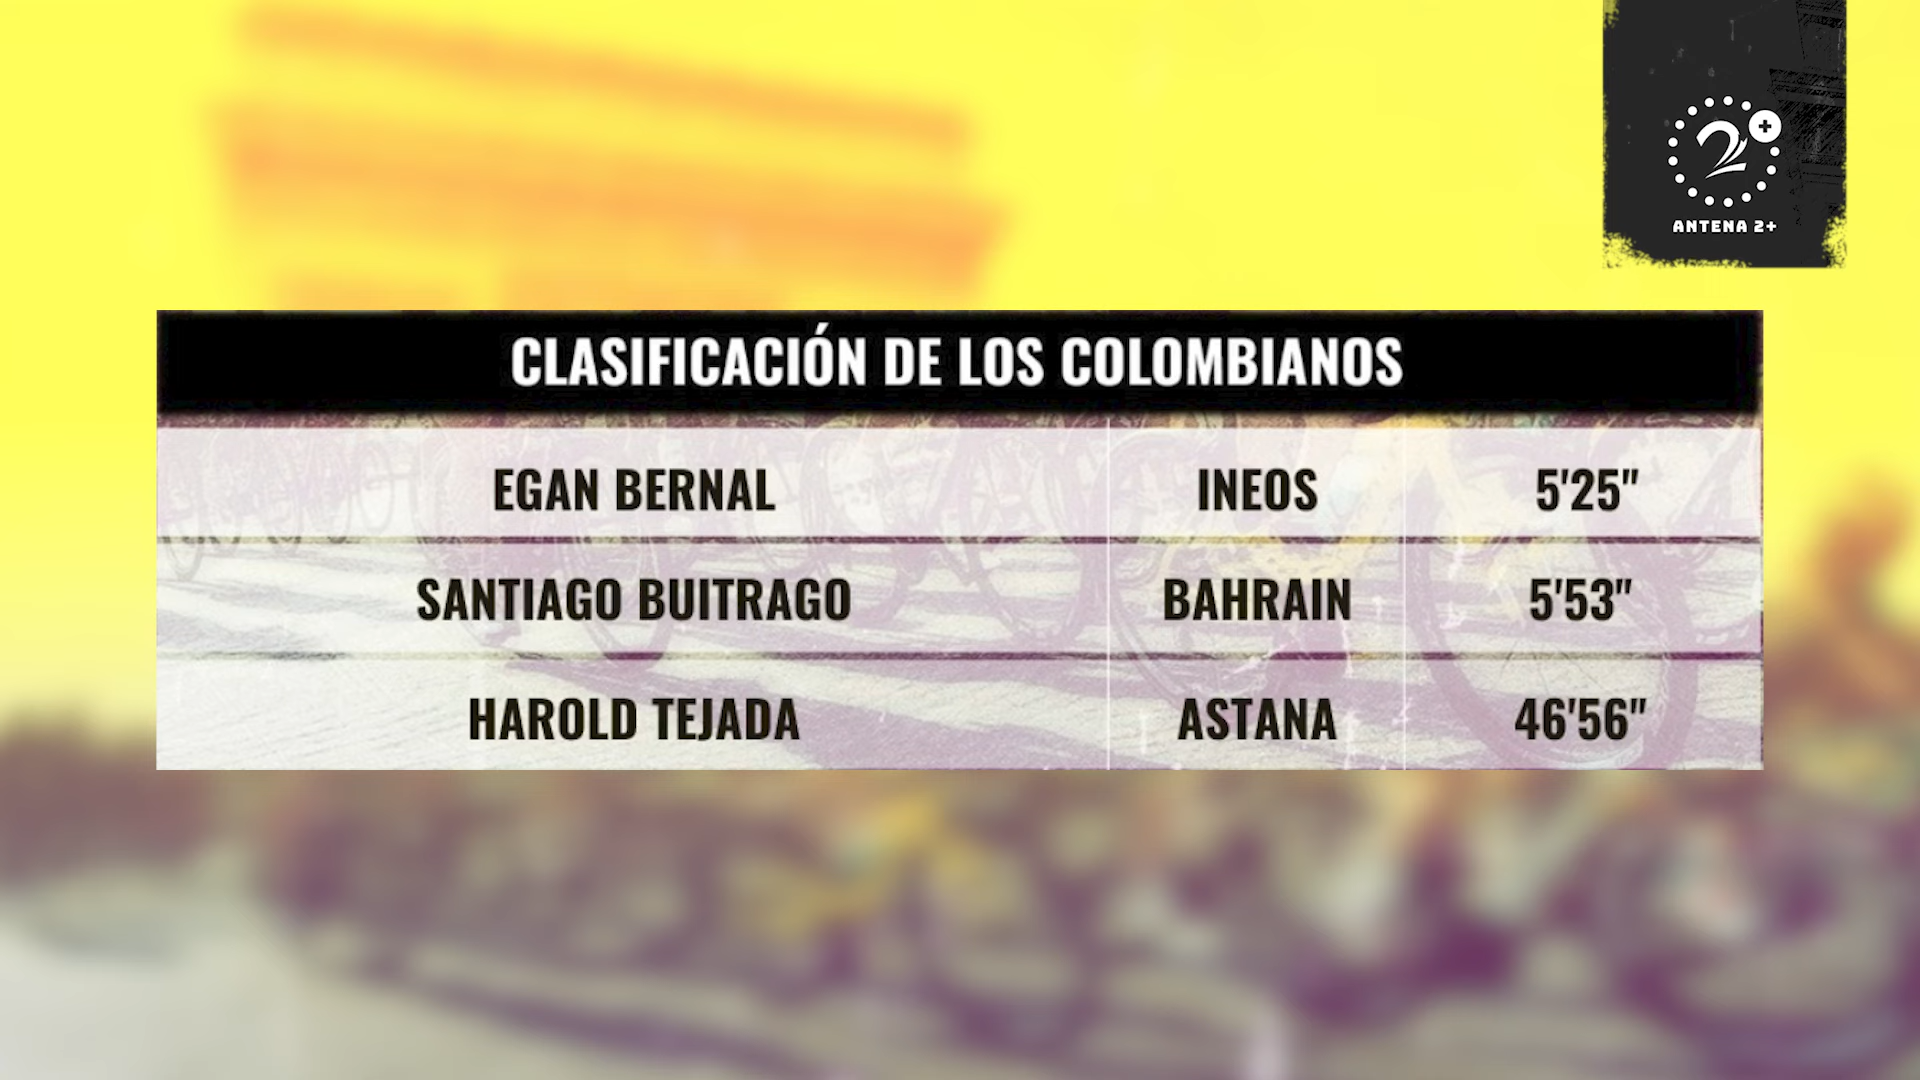 2+
ANTENA 2+
CLASIFICACIÓN DE LOS COLOMBIANOS
EGAN BERNAL INEOS 5'25"
SANTIAGO BUITRAGO BAHRAIN 5'53"
HAROLD TEJADA ASTANA 46'56"